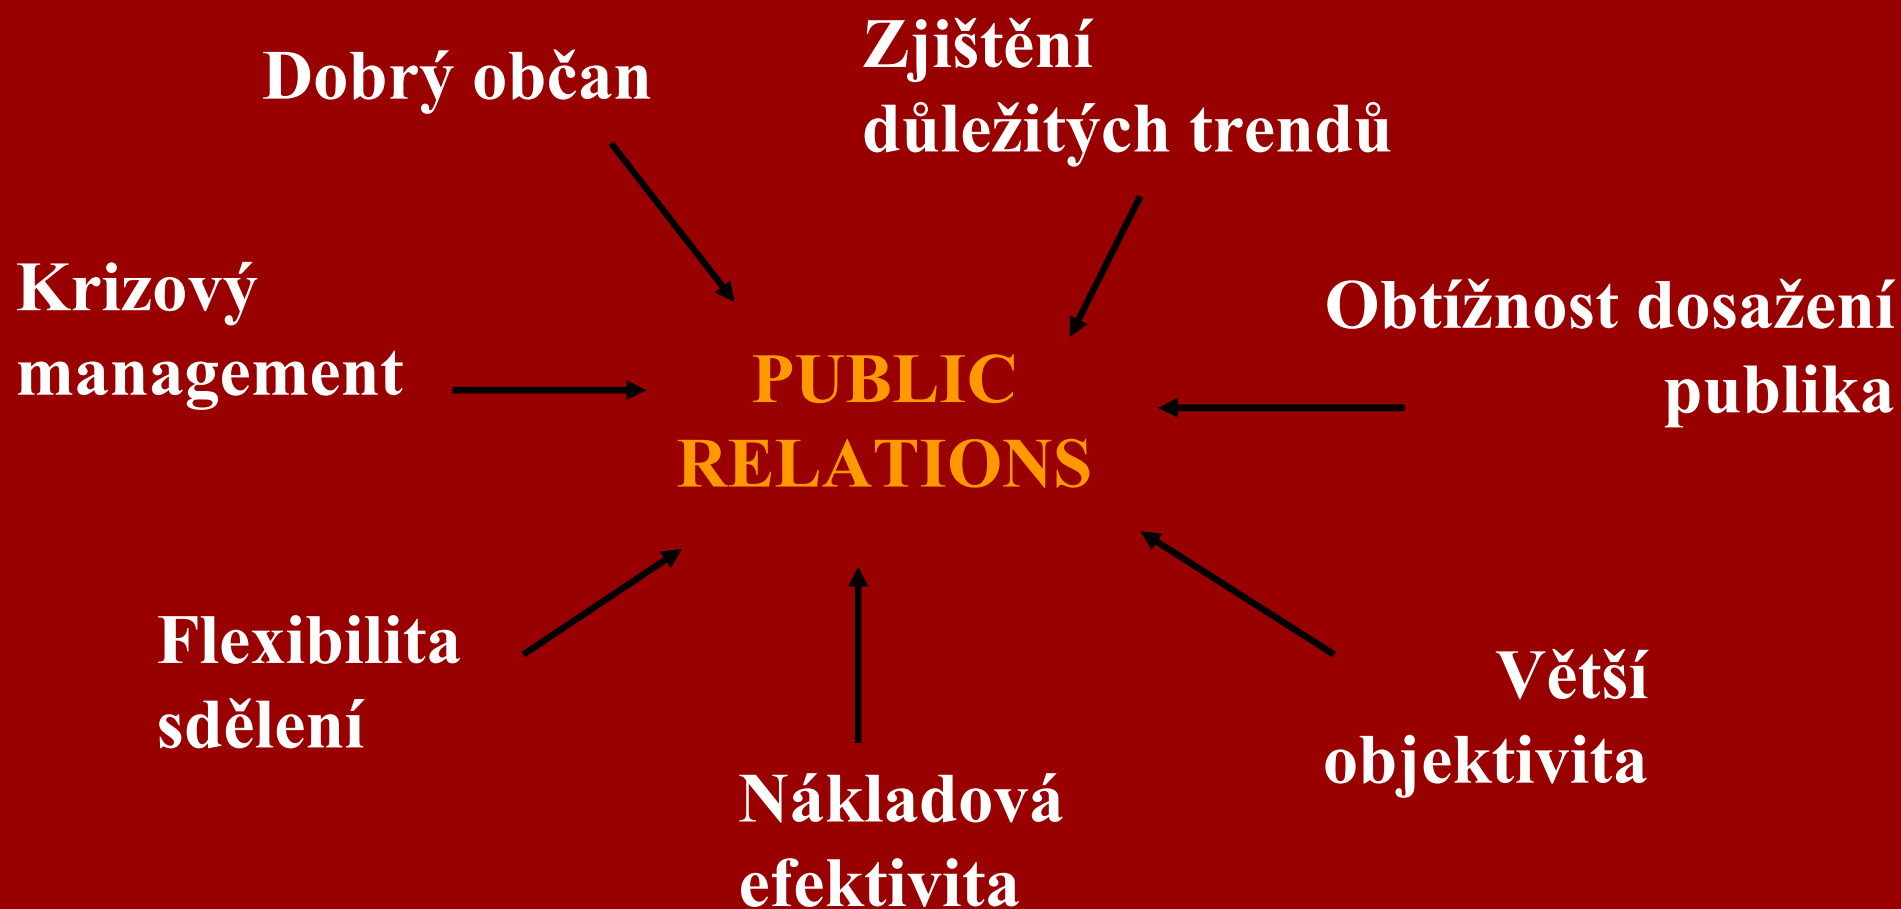 Dobrý občan
Zjištění
důležitých trendů
Krizový
management
Obtížnost dosažení
publika
PUBLIC
RELATIONS
Flexibilita
sdělení
Větší
objektivita
Nákladová
efektivita